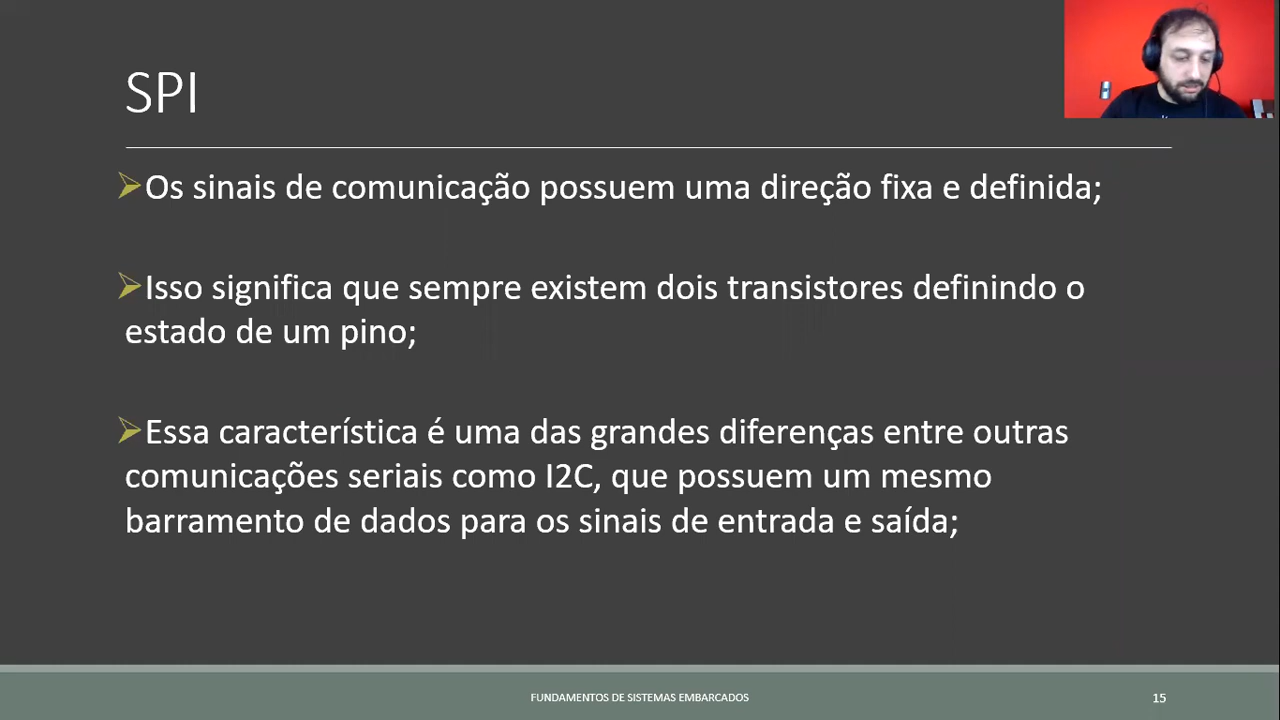 SPI
Os sinais de comunicação possuem uma direção fixa e definida;
Isso significa que sempre existem dois transistores definindo o
estado de um pino;
Essa característica é uma das grandes diferenças entre outras
comunicações seriais como I2C, que possuem um mesmo
barramento de dados para os sinais de entrada e saída;
FUNDAMENTOS DE SISTEMAS EMBARCADOS
15